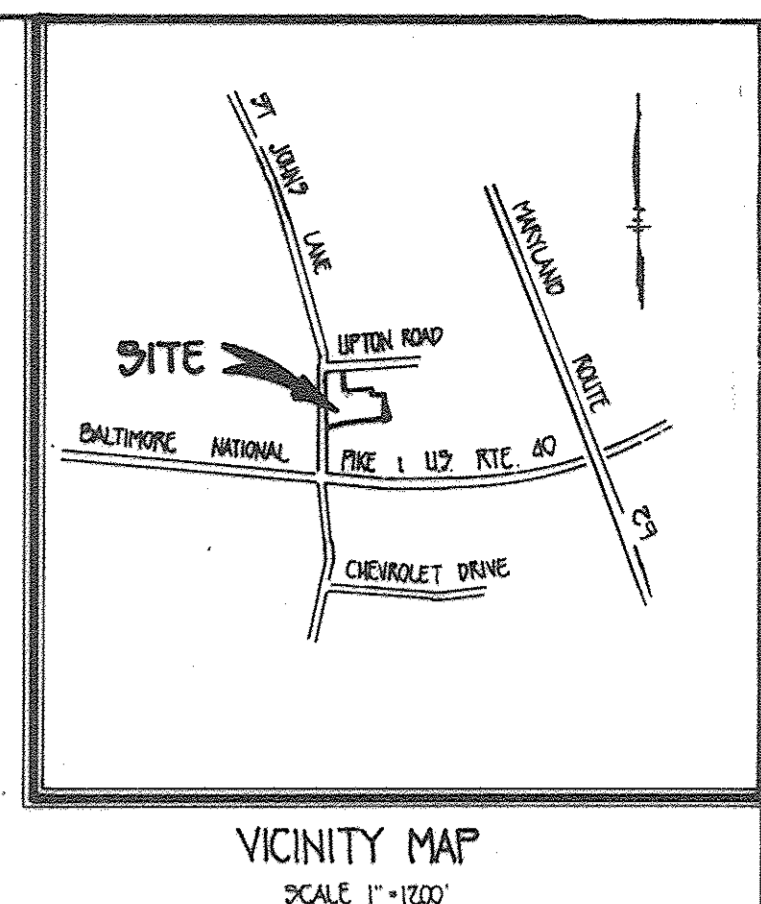 ST JOHNS LANE
MARYLAND ROUTE 29
UPTON ROAD
SITE
BALTIMORE NATIONAL PIKE & U.S. RTE. 40
CHEVROLET DRIVE
N
VICINITY MAP
SCALE 1" = 1200'